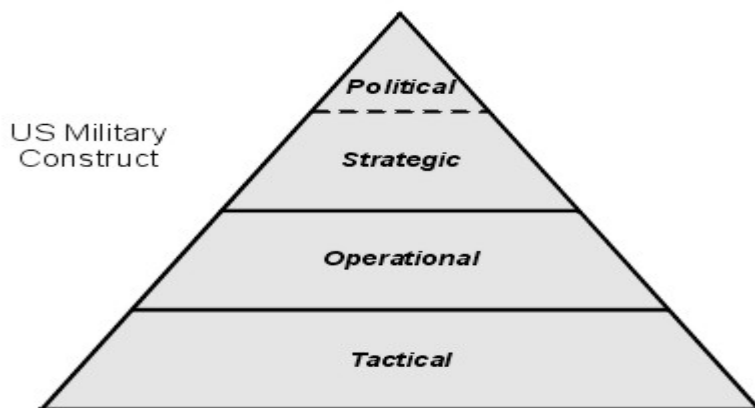 Political
US Military
Construct
Strategic
Operational
Tactical